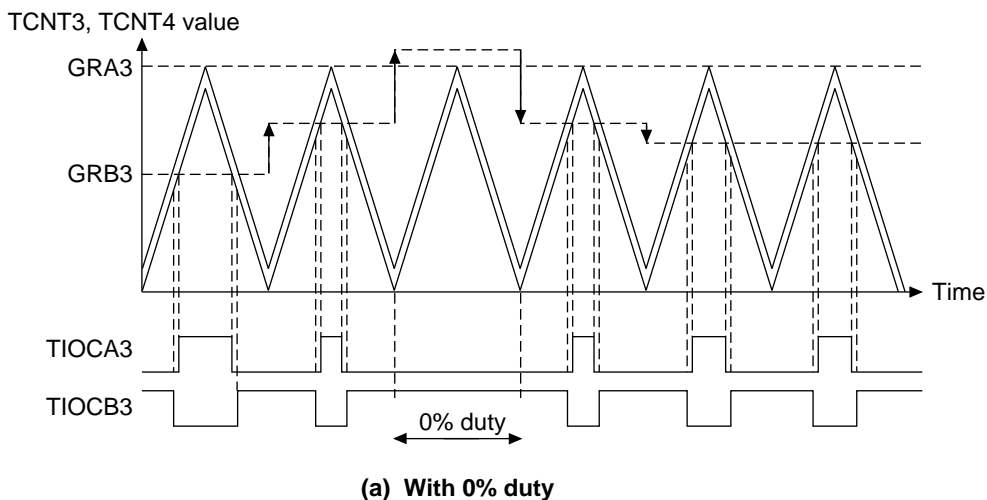 TCNT3, TCNT4 value
GRA3
GRB3
Time
TIOCA3
TIOCB3
0% duty
(a) With 0% duty